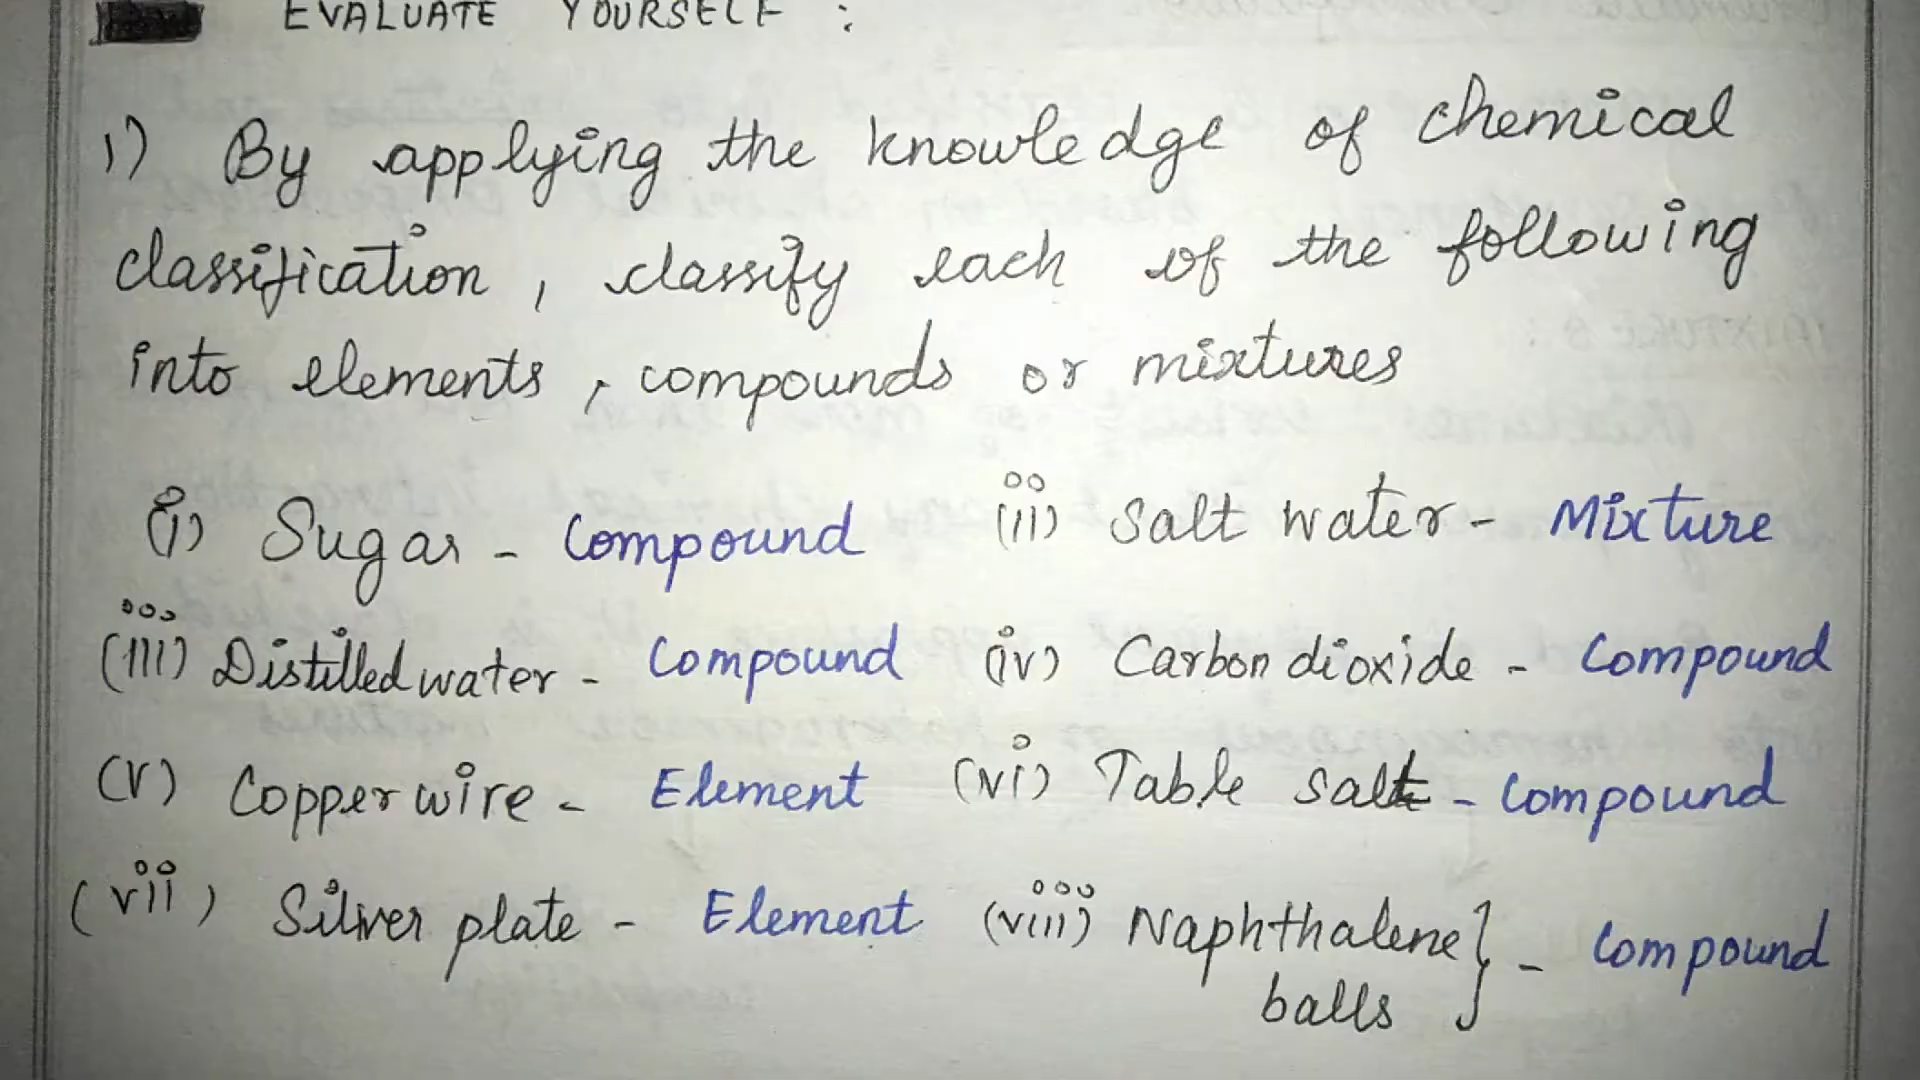 EVALUATE YOURSELF :
1) By applying the knowledge of chemical
classification, classify each of the following
into elements, compounds or mixtures
(i) Sugar - Compound (ii) Salt water - Mixture
(iii) Distilled water - Compound (iv) Carbon dioxide - Compound
(v) Copper wire - Element (vi) Table salt - Compound
(vii) Silver plate - Element (viii) Naphthalene } - Compound
balls